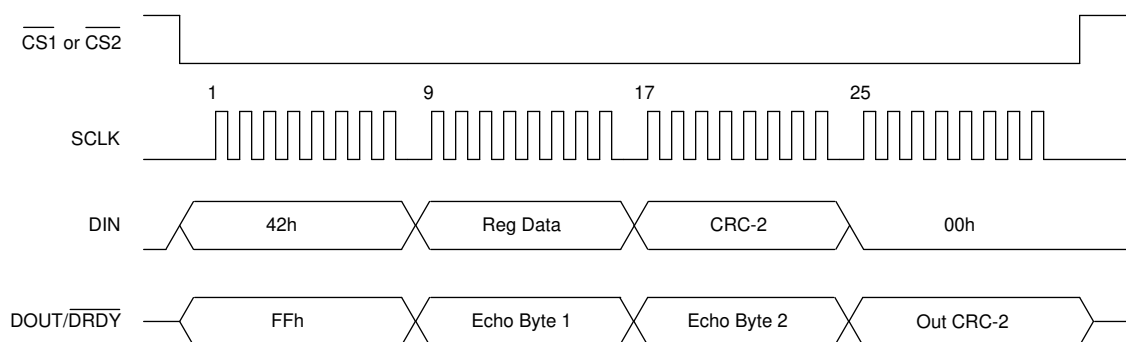 CS1 or CS2
1 9 17 25
SCLK
DIN 42h Reg Data CRC-2 00h
DOUT/DRDY FFh Echo Byte 1 Echo Byte 2 Out CRC-2